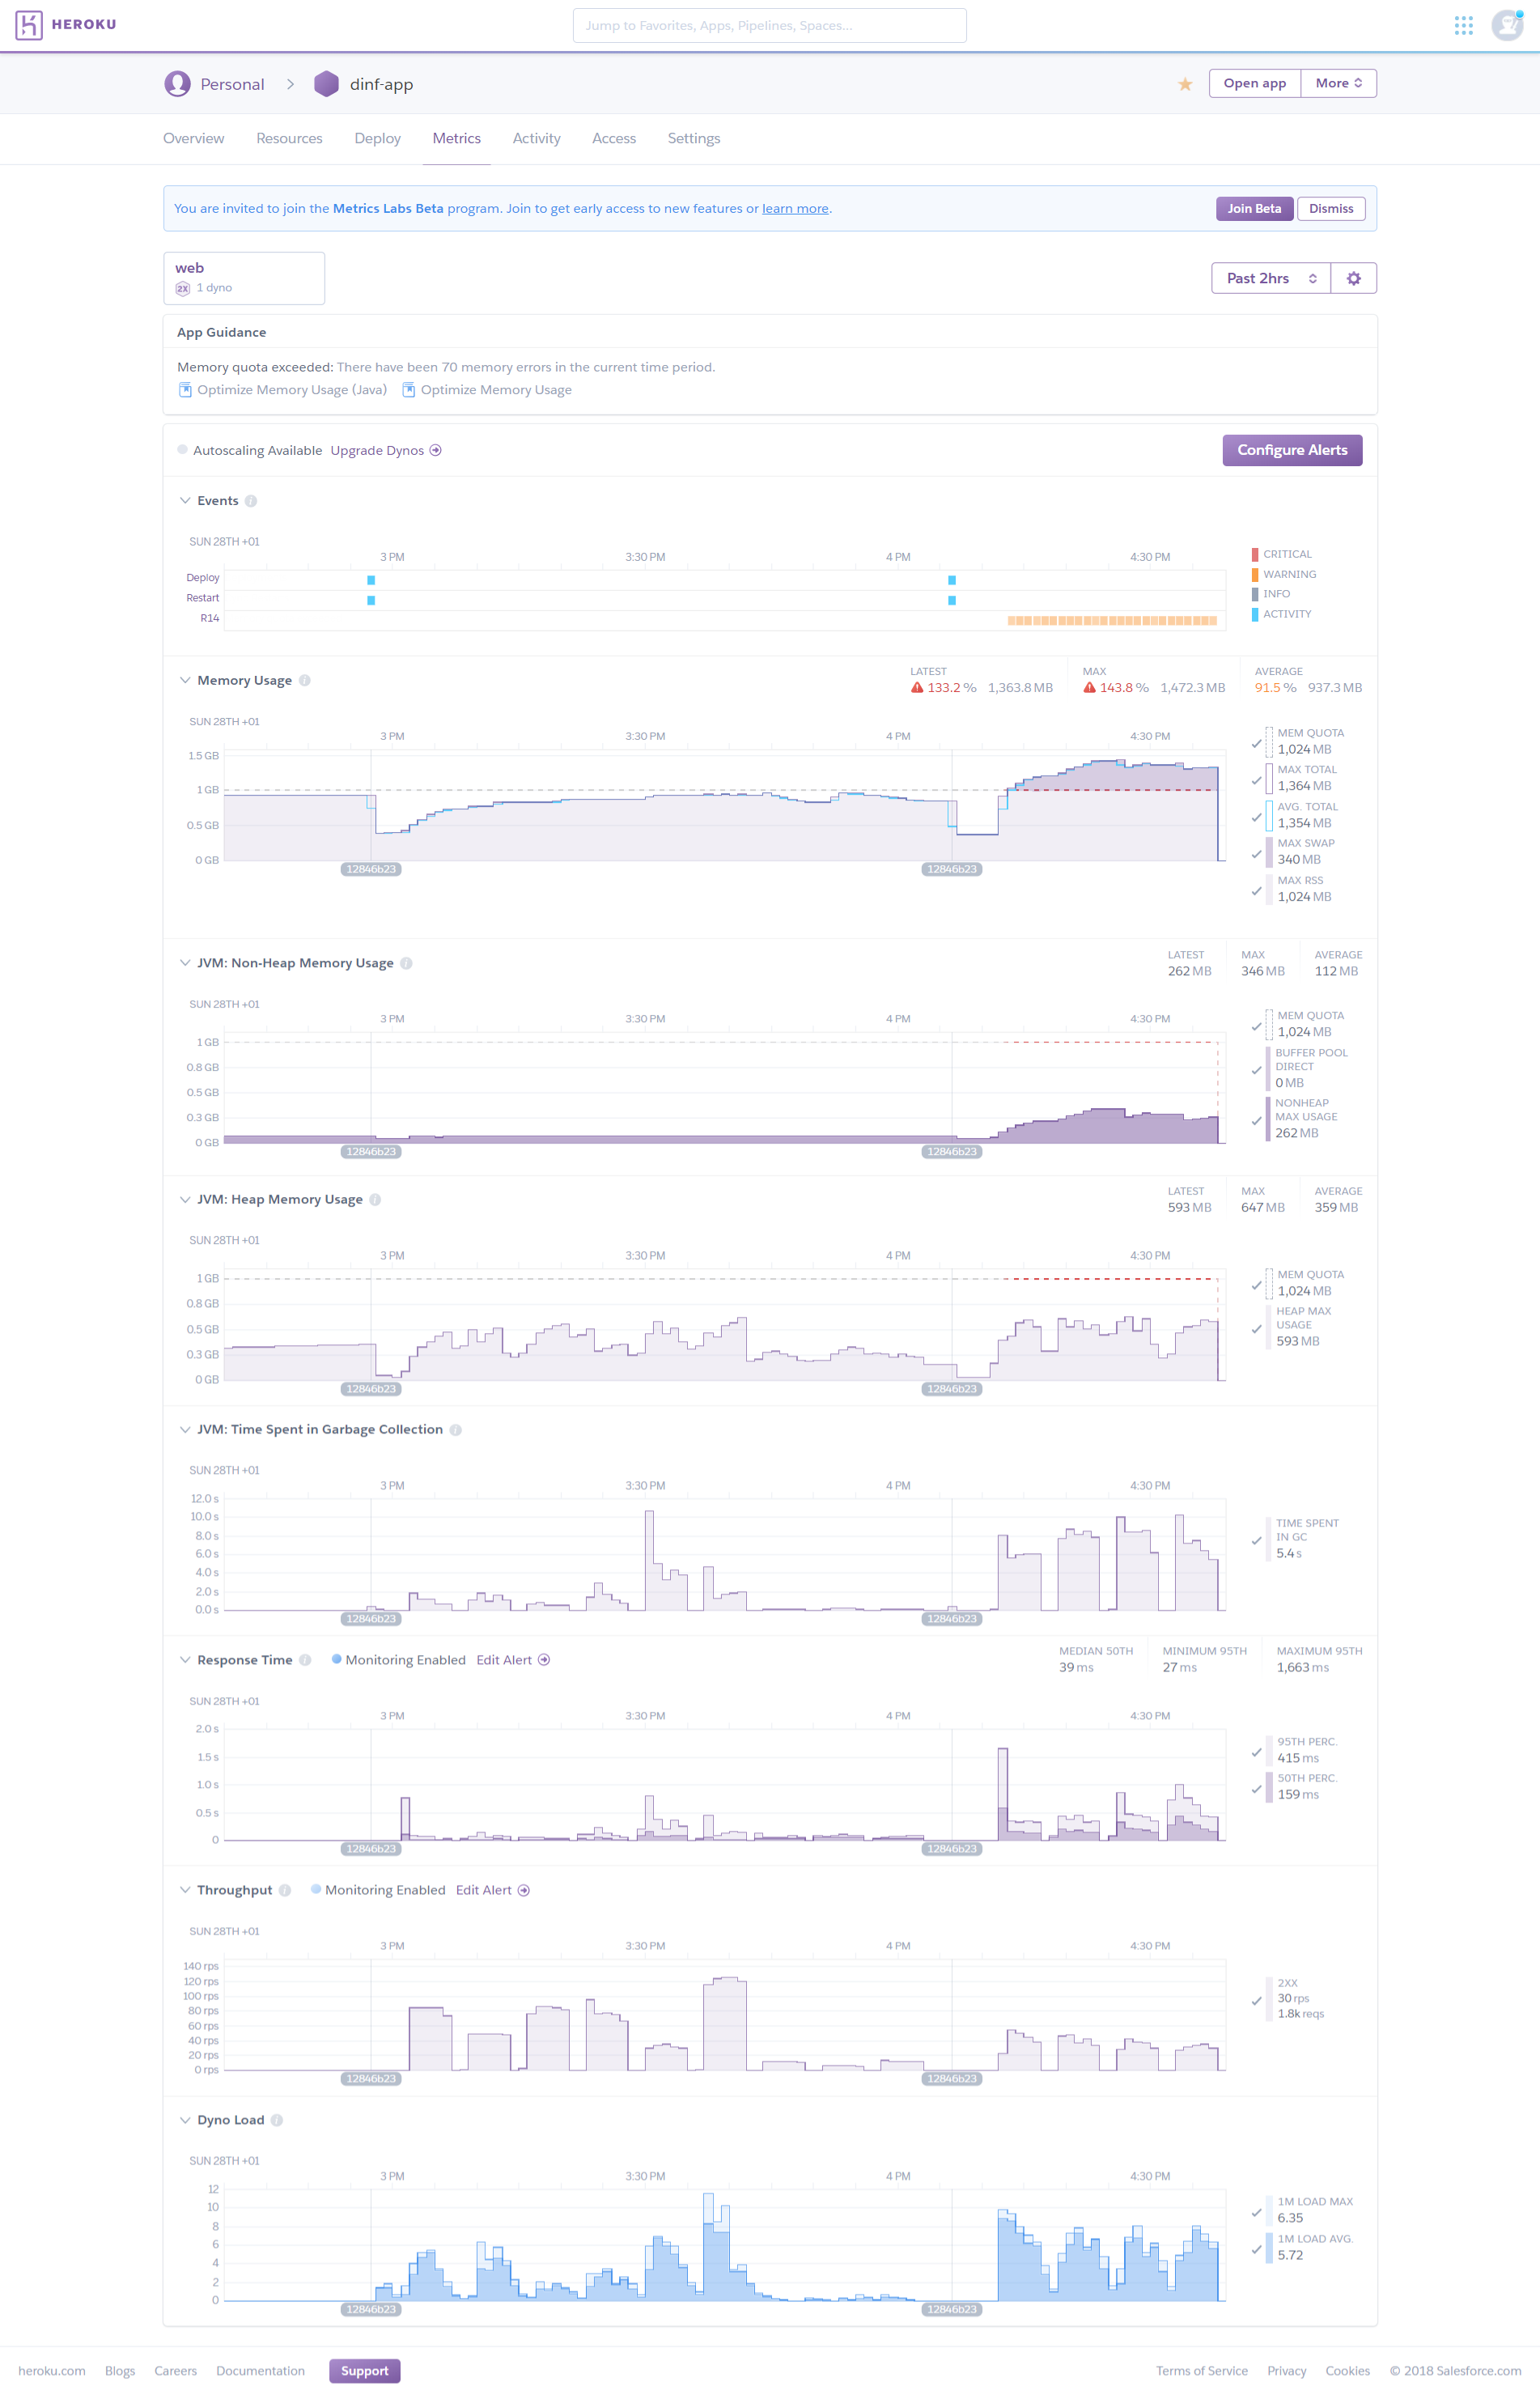 HEROKU
Jump to Favorites, Apps, Pipelines, Spaces...
Personal > dinf-app
Open app More
Overview Resources Deploy Metrics Activity Access Settings
You are invited to join the Metrics Labs Beta program. Join to get early access to new features or learn more.
Join Beta Dismiss
web
2X 1 dyno
Past 2hrs
App Guidance
Memory quota exceeded: There have been 70 memory errors in the current time period.
Optimize Memory Usage (Java) Optimize Memory Usage
Autoscaling Available Upgrade Dynos
Configure Alerts
Events
SUN 28TH +01
3 PM 3:30 PM 4 PM 4:30 PM
Deploy
Restart
R14
CRITICAL
WARNING
INFO
ACTIVITY
Memory Usage
LATEST MAX AVERAGE
133.2 % 1,363.8 MB 143.8 % 1,472.3 MB 91.5 % 937.3 MB
SUN 28TH +01
3 PM 3:30 PM 4 PM 4:30 PM
1.5 GB
1 GB
0.5 GB
0 GB
12846b23 12846b23
MEM QUOTA
1,024 MB
MAX TOTAL
1,364 MB
AVG. TOTAL
1,354 MB
MAX SWAP
340 MB
MAX RSS
1,024 MB
JVM: Non-Heap Memory Usage
LATEST MAX AVERAGE
262 MB 346 MB 112 MB
SUN 28TH +01
3 PM 3:30 PM 4 PM 4:30 PM
1 GB
0.8 GB
0.5 GB
0.3 GB
0 GB
12846b23 12846b23
MEM QUOTA
1,024 MB
BUFFER POOL
DIRECT
0 MB
NONHEAP
MAX USAGE
262 MB
JVM: Heap Memory Usage
LATEST MAX AVERAGE
593 MB 647 MB 359 MB
SUN 28TH +01
3 PM 3:30 PM 4 PM 4:30 PM
1 GB
0.8 GB
0.5 GB
0.3 GB
0 GB
12846b23 12846b23
MEM QUOTA
1,024 MB
HEAP MAX
USAGE
593 MB
JVM: Time Spent in Garbage Collection
SUN 28TH +01
3 PM 3:30 PM 4 PM 4:30 PM
12.0 s
10.0 s
8.0 s
6.0 s
4.0 s
2.0 s
0.0 s
12846b23 12846b23
TIME SPENT
IN GC
5.4 s
Response Time Monitoring Enabled Edit Alert
MEDIAN 50TH MINIMUM 95TH MAXIMUM 95TH
39 ms 27 ms 1,663 ms
SUN 28TH +01
3 PM 3:30 PM 4 PM 4:30 PM
2.0 s
1.5 s
1.0 s
0.5 s
0
12846b23 12846b23
95TH PERC.
415 ms
50TH PERC.
159 ms
Throughput Monitoring Enabled Edit Alert
SUN 28TH +01
3 PM 3:30 PM 4 PM 4:30 PM
140 rps
120 rps
100 rps
80 rps
60 rps
40 rps
20 rps
0 rps
12846b23 12846b23
2XX
30 rps
1.8k reqs
Dyno Load
SUN 28TH +01
3 PM 3:30 PM 4 PM 4:30 PM
12
10
8
6
4
2
0
12846b23 12846b23
1M LOAD MAX
6.35
1M LOAD AVG.
5.72
heroku.com Blogs Careers Documentation Support
Terms of Service Privacy Cookies © 2018 Salesforce.com